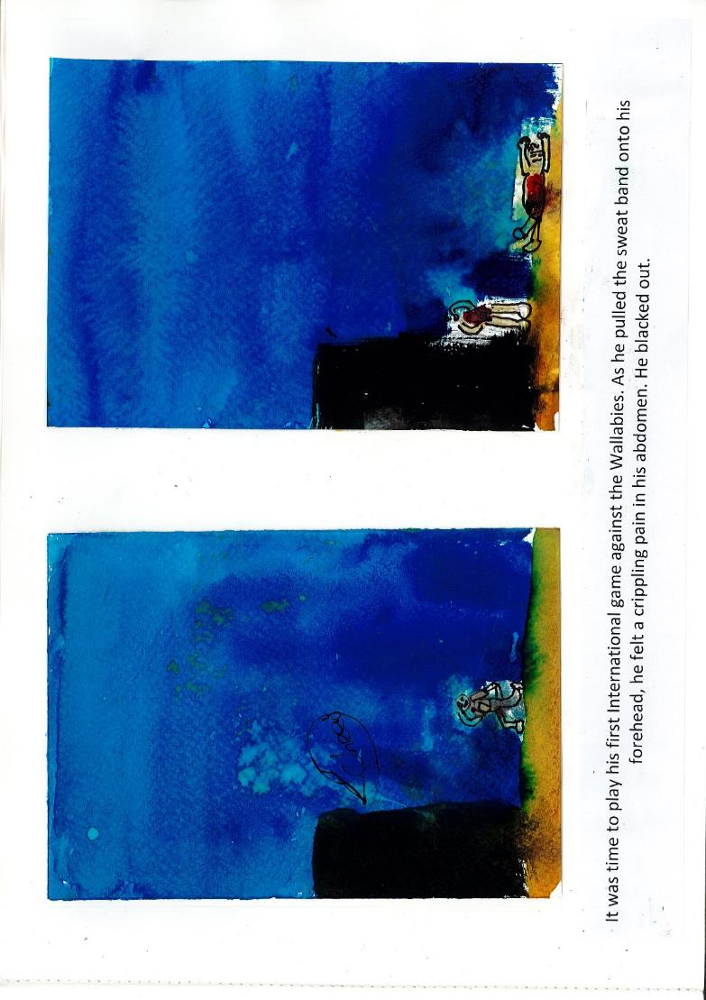 It was time to play his first International game against the Wallabies. As he pulled the sweat band onto his
forehead, he felt a crippling pain in his abdomen. He blacked out.